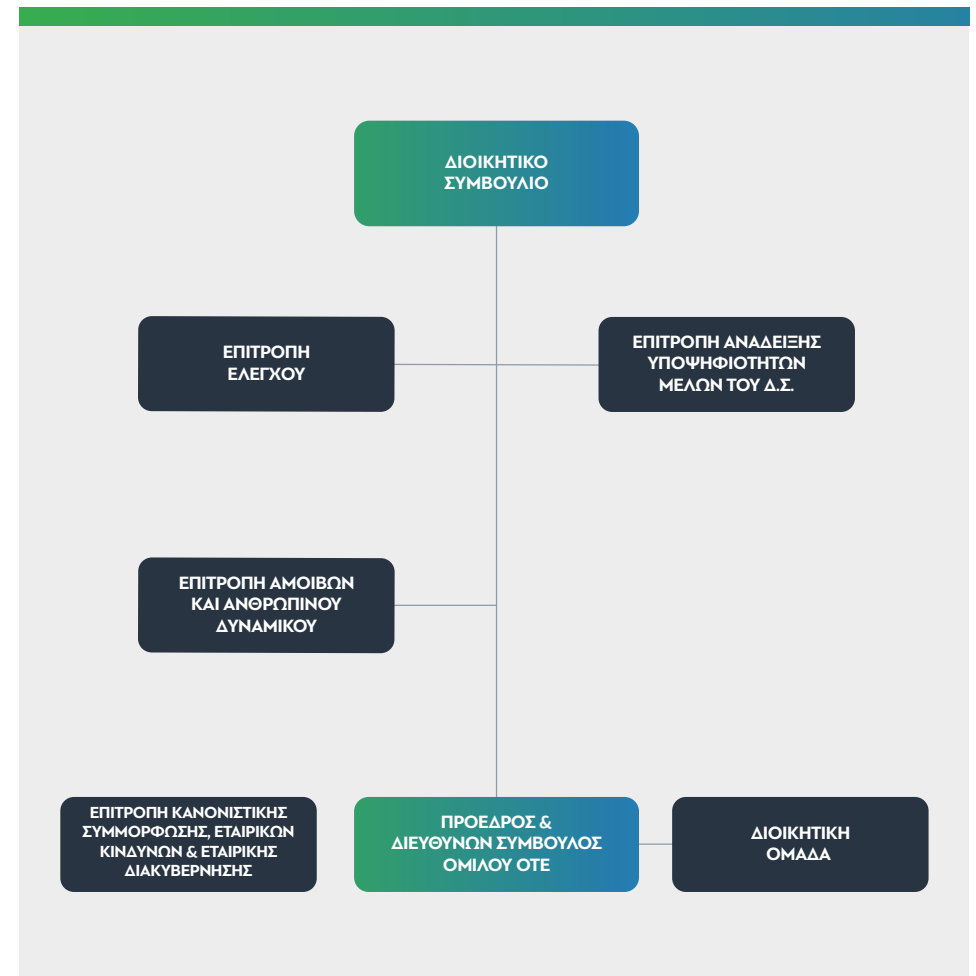 ΔΙΟΙΚΗΤΙΚΟ
ΣΥΜΒΟΥΛΙΟ
ΕΠΙΤΡΟΠΗ
ΕΛΕΓΧΟΥ
ΕΠΙΤΡΟΠΗ ΑΝΑΔΕΙΞΗΣ
ΥΠΟΨΗΦΙΟΤΗΤΩΝ
ΜΕΛΩΝ ΤΟΥ Δ.Σ.
ΕΠΙΤΡΟΠΗ ΑΜΟΙΒΩΝ
ΚΑΙ ΑΝΘΡΩΠΙΝΟΥ
ΔΥΝΑΜΙΚΟΥ
ΕΠΙΤΡΟΠΗ ΚΑΝΟΝΙΣΤΙΚΗΣ
ΣΥΜΜΟΡΦΩΣΗΣ, ΕΤΑΙΡΙΚΩΝ
ΚΙΝΔΥΝΩΝ & ΕΤΑΙΡΙΚΗΣ
ΔΙΑΚΥΒΕΡΝΗΣΗΣ
ΠΡΟΕΔΡΟΣ &
ΔΙΕΥΘΥΝΩΝ ΣΥΜΒΟΥΛΟΣ
ΟΜΙΛΟΥ ΟΤΕ
ΔΙΟΙΚΗΤΙΚΗ
ΟΜΑΔΑ